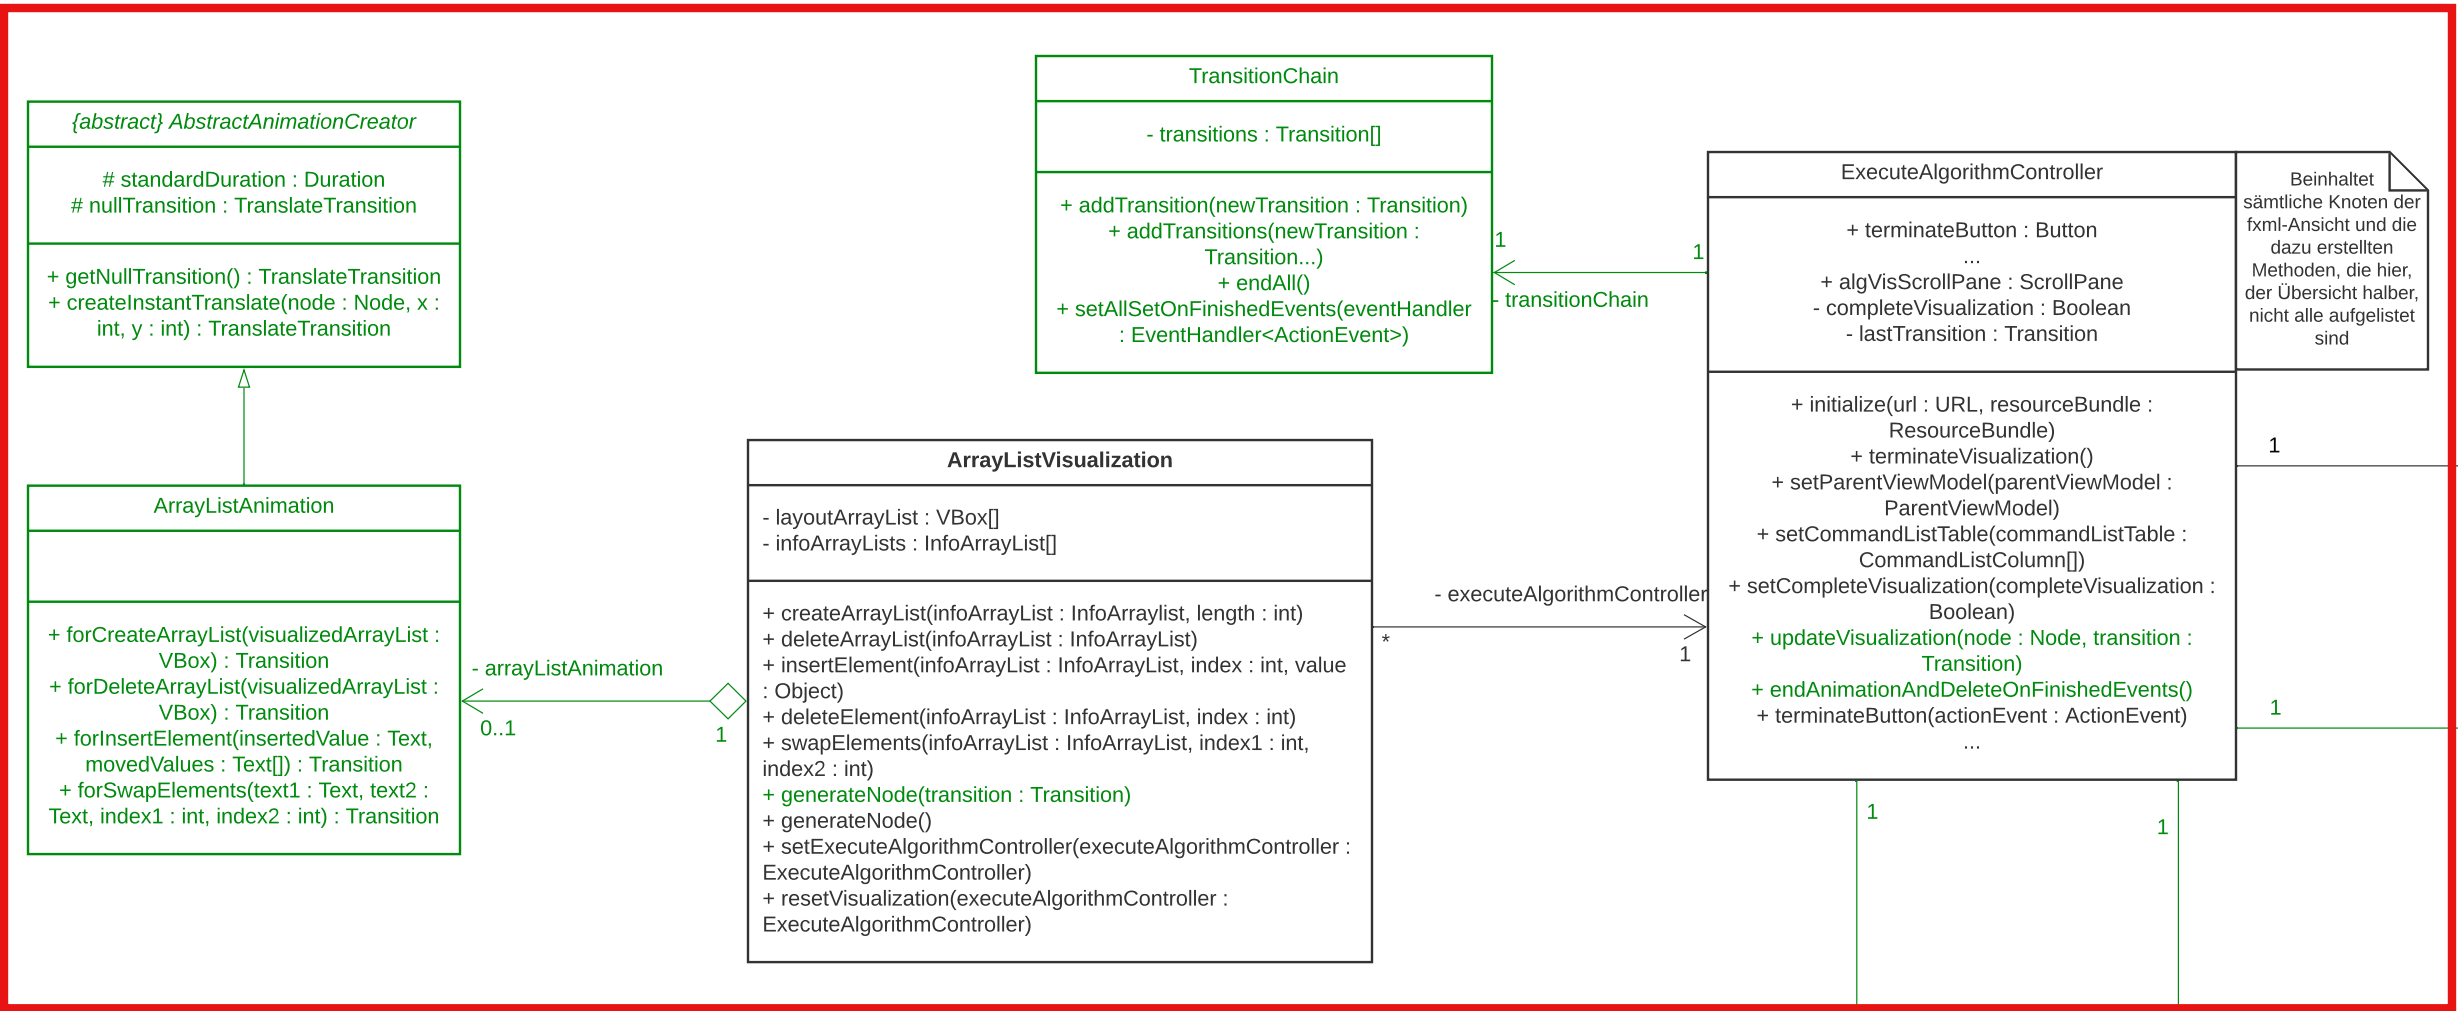 {abstract} AbstractAnimationCreator
# standardDuration : Duration
# nullTransition : TranslateTransition
+ getNullTransition() : TranslateTransition
+ createInstantTranslate(node : Node, x :
int, y : int) : TranslateTransition
ArrayListAnimation
+ forCreateArrayList(visualizedArrayList :
VBox) : Transition
+ forDeleteArrayList(visualizedArrayList :
VBox) : Transition
+ forInsertElement(insertedValue : Text,
movedValues : Text[]) : Transition
+ forSwapElements(text1 : Text, text2 :
Text, index1 : int, index2 : int) : Transition
- arrayListAnimation
0..1
1
ArrayListVisualization
- layoutArrayList : VBox[]
- infoArrayLists : InfoArrayList[]
+ createArrayList(infoArrayList : InfoArraylist, length : int)
+ deleteArrayList(infoArrayList : InfoArrayList)
+ insertElement(infoArrayList : InfoArrayList, index : int, value
: Object)
+ deleteElement(infoArrayList : InfoArrayList, index : int)
+ swapElements(infoArrayList : InfoArrayList, index1 : int,
index2 : int)
+ generateNode(transition : Transition)
+ generateNode()
+ setExecuteAlgorithmController(executeAlgorithmController :
ExecuteAlgorithmController)
+ resetVisualization(executeAlgorithmController :
ExecuteAlgorithmController)
TransitionChain
- transitions : Transition[]
+ addTransition(newTransition : Transition)
+ addTransitions(newTransition :
Transition...)
+ endAll()
+ setAllSetOnFinishedEvents(eventHandler
: EventHandler<ActionEvent>)
1
1
- transitionChain
- executeAlgorithmController
*
1
ExecuteAlgorithmController
+ terminateButton : Button
...
+ algVisScrollPane : ScrollPane
- completeVisualization : Boolean
- lastTransition : Transition
+ initialize(url : URL, resourceBundle :
ResourceBundle)
+ terminateVisualization()
+ setParentViewModel(parentViewModel :
ParentViewModel)
+ setCommandListTable(commandListTable :
CommandListColumn[])
+ setCompleteVisualization(completeVisualization :
Boolean)
+ updateVisualization(node : Node, transition :
Transition)
+ endAnimationAndDeleteOnFinishedEvents()
+ terminateButton(actionEvent : ActionEvent)
...
Beinhaltet
sämtliche Knoten der
fxml-Ansicht und die
dazu erstellten
Methoden, die hier,
der Übersicht halber,
nicht alle aufgelistet
sind
1
1
1
1